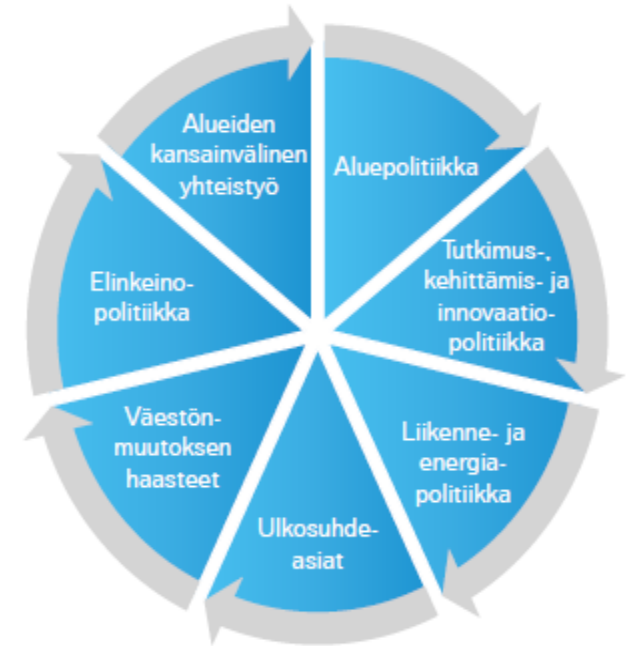 Aluepolitiikka
Tutkimus-,
kehittämis- ja
innovaatio-
politiikka
Liikenne- ja
energia-
politiikka
Ulkosuhde-
asiat
Väestön-
muutoksen
haasteet
Elinkeino-
politiikka
Alueiden
kansainvälinen
yhteistyö